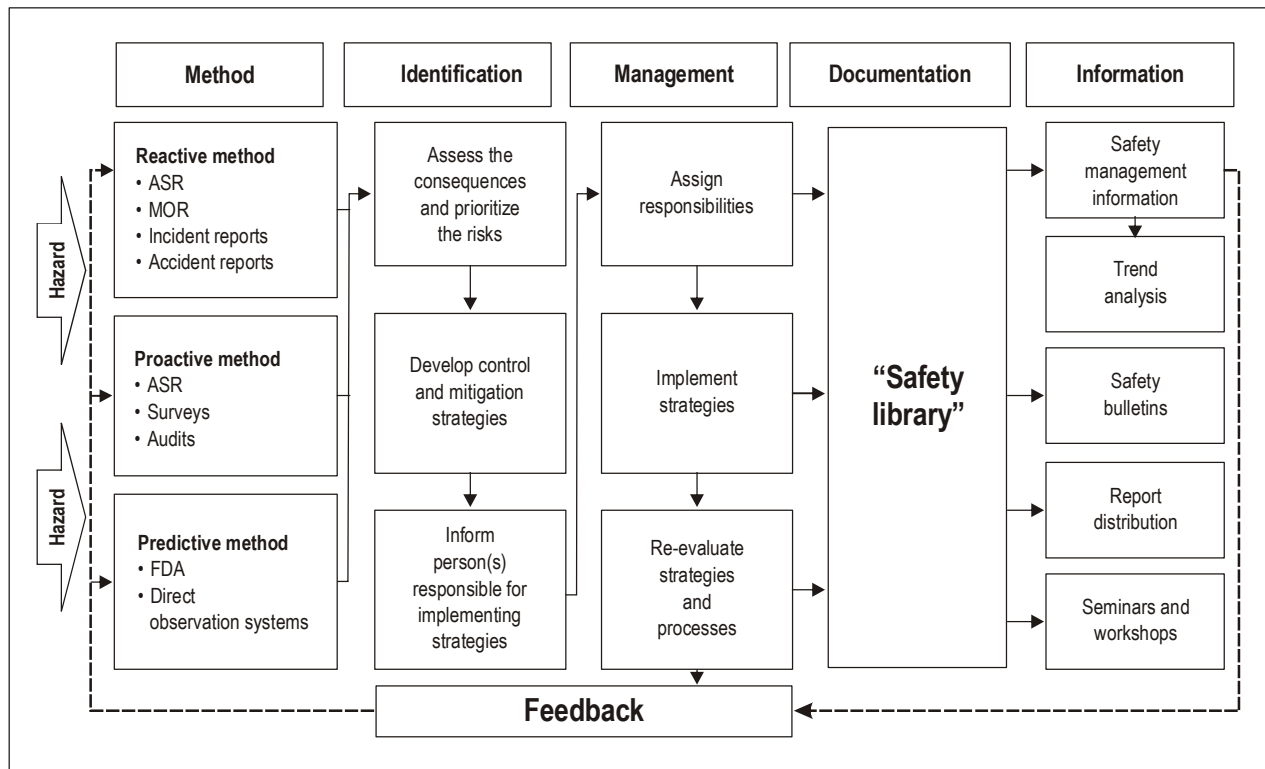 Method
Identification
Management
Documentation
Information
Hazard
Hazard
Reactive method
• ASR
• MOR
• Incident reports
• Accident reports
Proactive method
• ASR
• Surveys
• Audits
Predictive method
• FDA
• Direct
observation systems
Assess the
consequences
and prioritize
the risks
Develop control
and mitigation
strategies
Inform
person(s)
responsible for
implementing
strategies
Assign
responsibilities
Implement
strategies
Re-evaluate
strategies
and
processes
“Safety
library”
Safety
management
information
Trend
analysis
Safety
bulletins
Report
distribution
Seminars and
workshops
Feedback